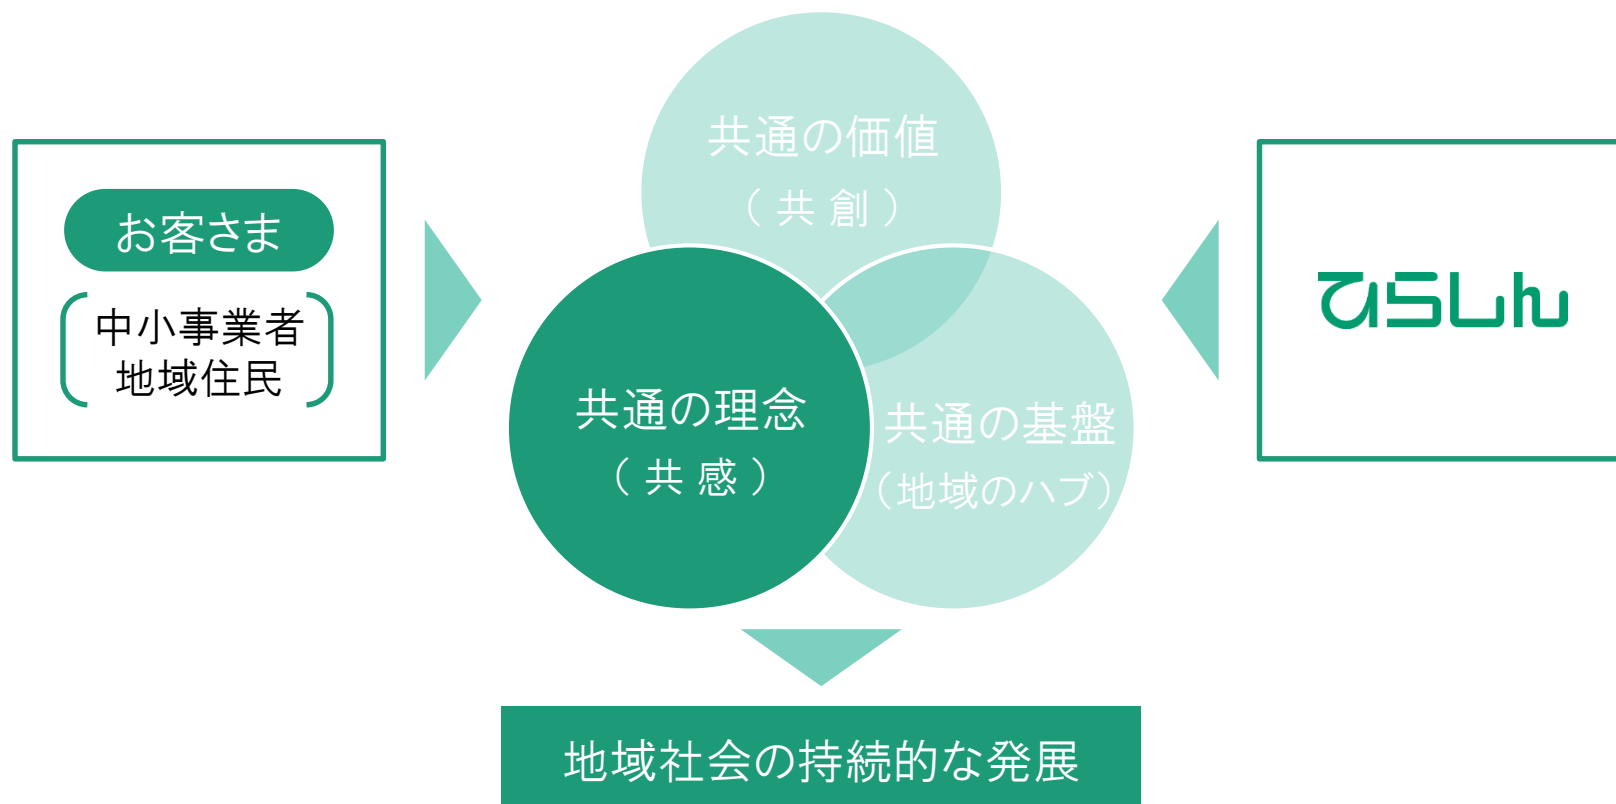 共通の価値
（ 共 創 ）
お客さま
中小事業者
地域住民
ひらしん
共通の理念
（ 共 感 ）
共通の基盤
（地域のハブ）
地域社会の持続的な発展